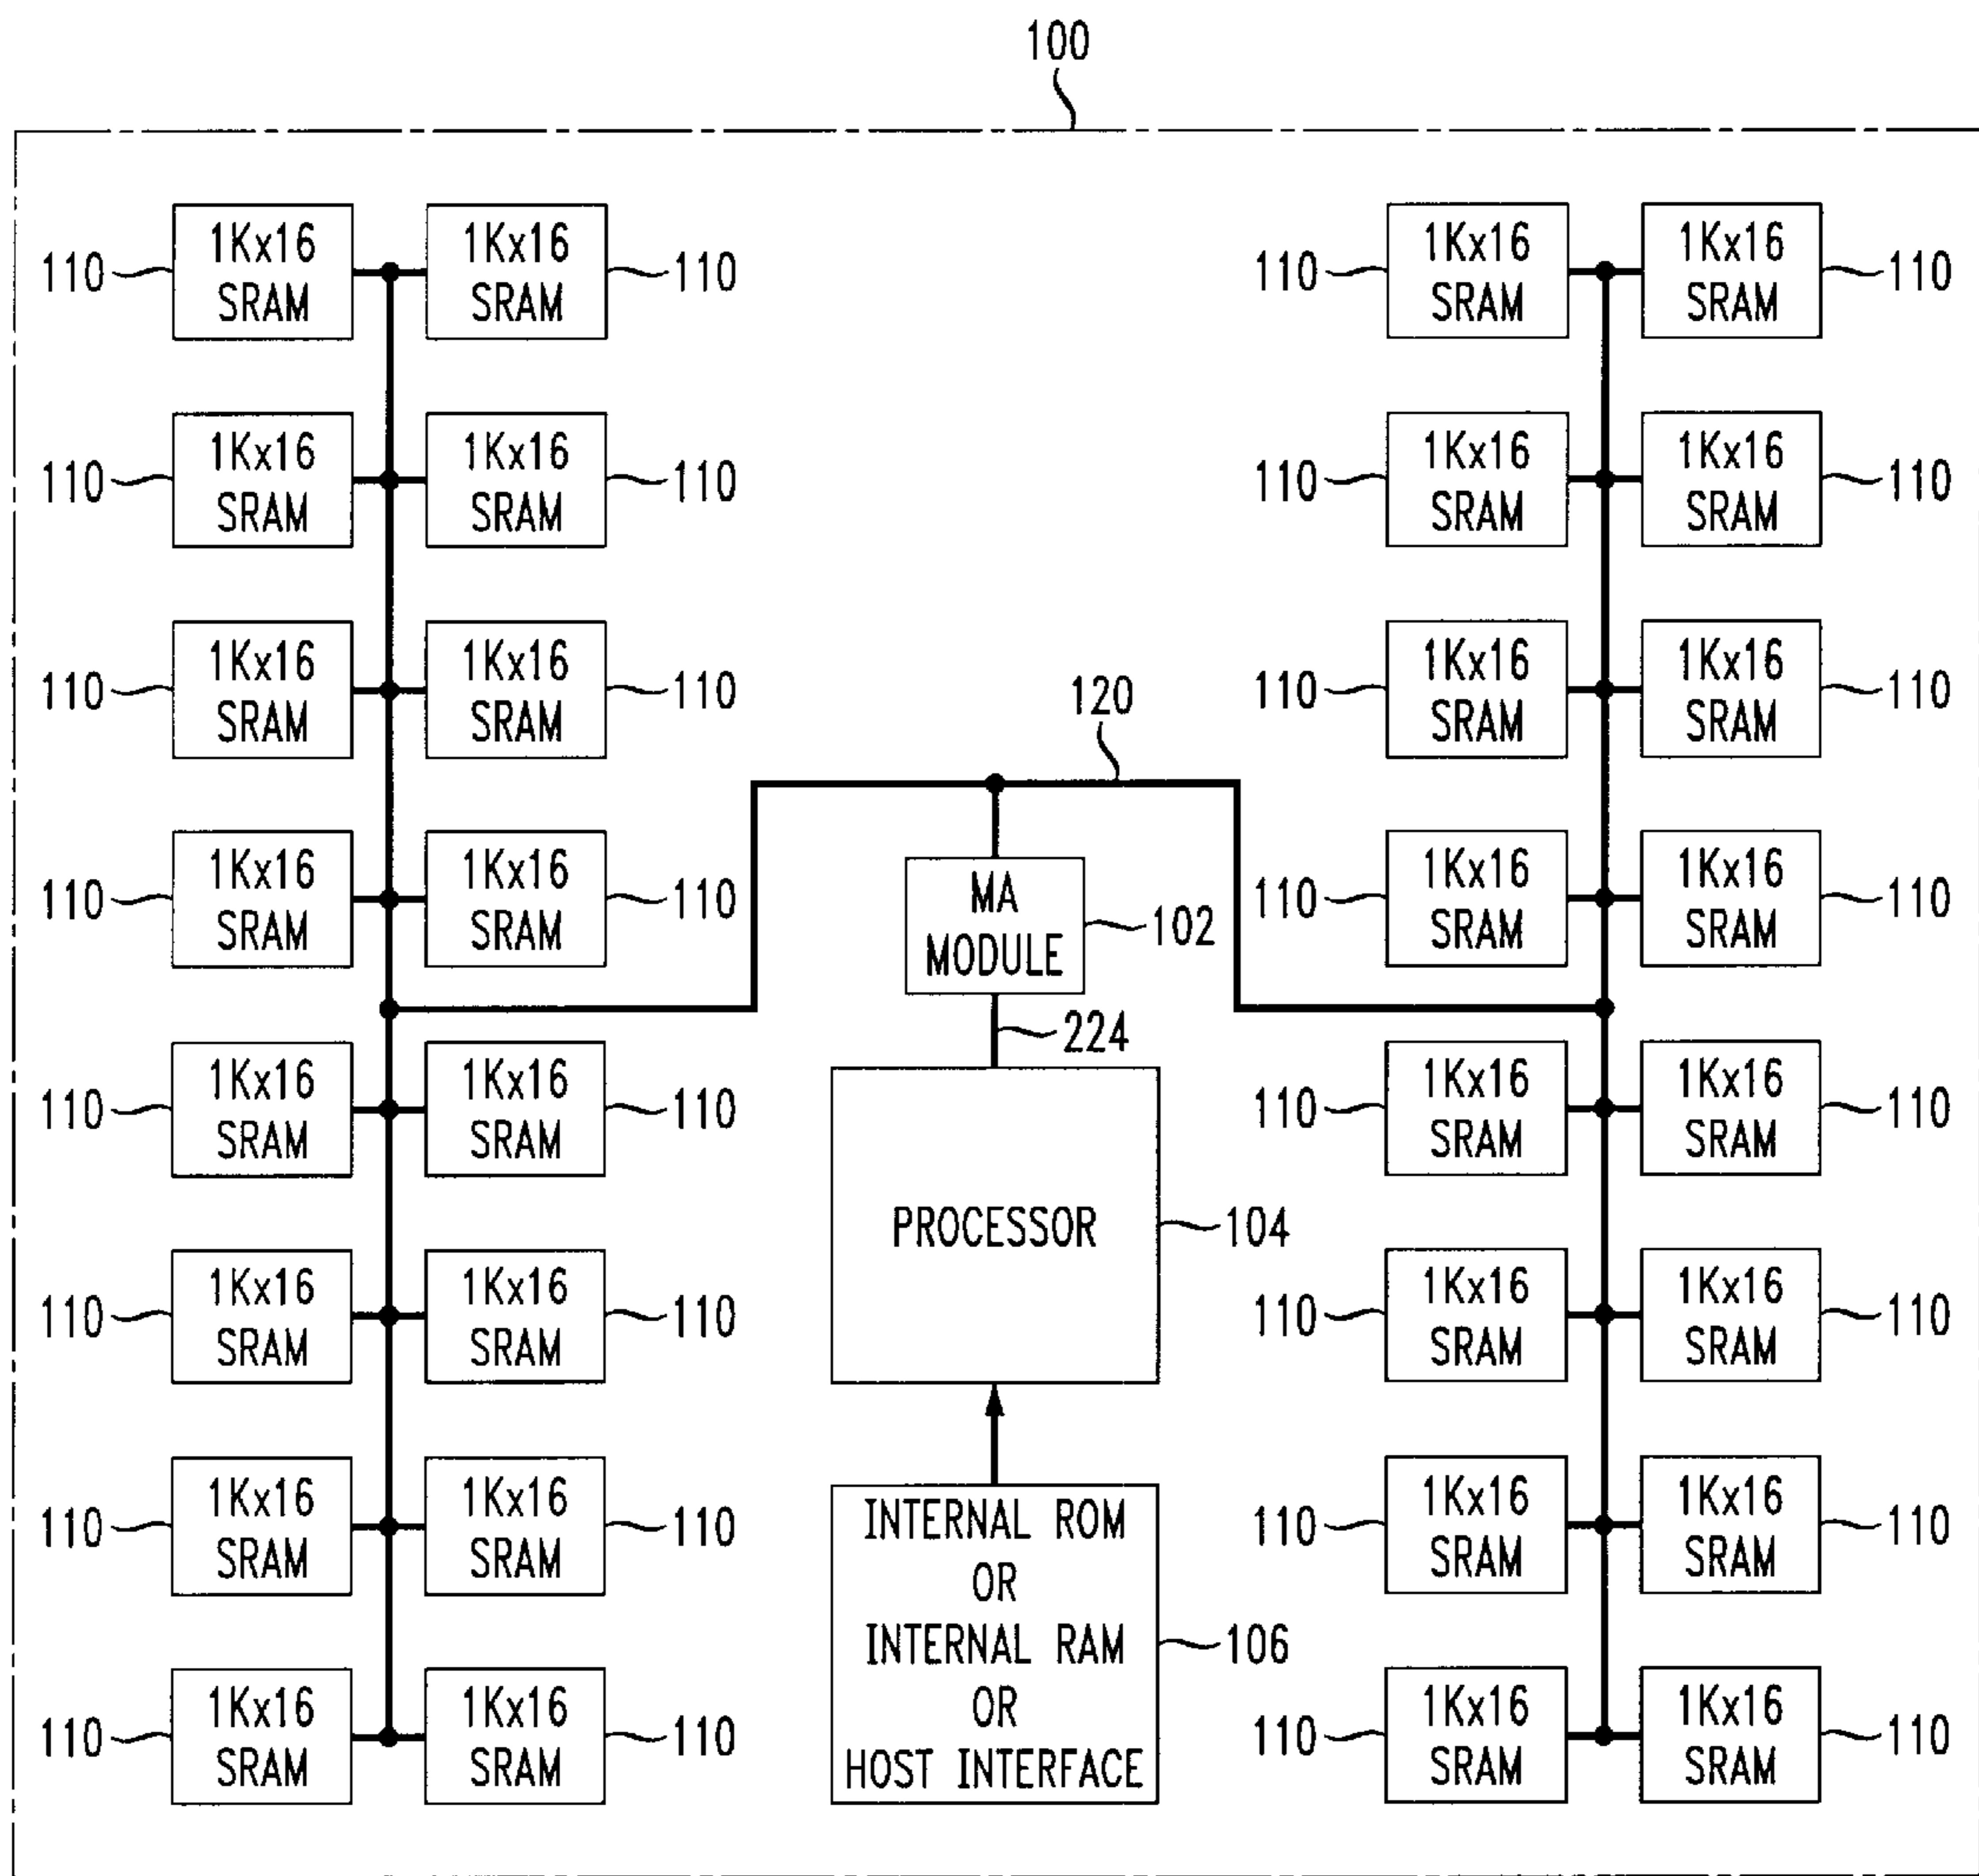 100
110 1Kx16 SRAM 1Kx16 SRAM 110 110 1Kx16 SRAM 1Kx16 SRAM 110
110 1Kx16 SRAM 1Kx16 SRAM 110 110 1Kx16 SRAM 1Kx16 SRAM 110
110 1Kx16 SRAM 1Kx16 SRAM 110 110 1Kx16 SRAM 1Kx16 SRAM 110
120
110 1Kx16 SRAM 1Kx16 SRAM 110 110 1Kx16 SRAM 1Kx16 SRAM 110
MA
MODULE 102
224
110 1Kx16 SRAM 1Kx16 SRAM 110 110 1Kx16 SRAM 1Kx16 SRAM 110
PROCESSOR 104
110 1Kx16 SRAM 1Kx16 SRAM 110 110 1Kx16 SRAM 1Kx16 SRAM 110
110 1Kx16 SRAM 1Kx16 SRAM 110 110 1Kx16 SRAM 1Kx16 SRAM 110
INTERNAL ROM
OR
INTERNAL RAM 106
OR
HOST INTERFACE
110 1Kx16 SRAM 1Kx16 SRAM 110 110 1Kx16 SRAM 1Kx16 SRAM 110